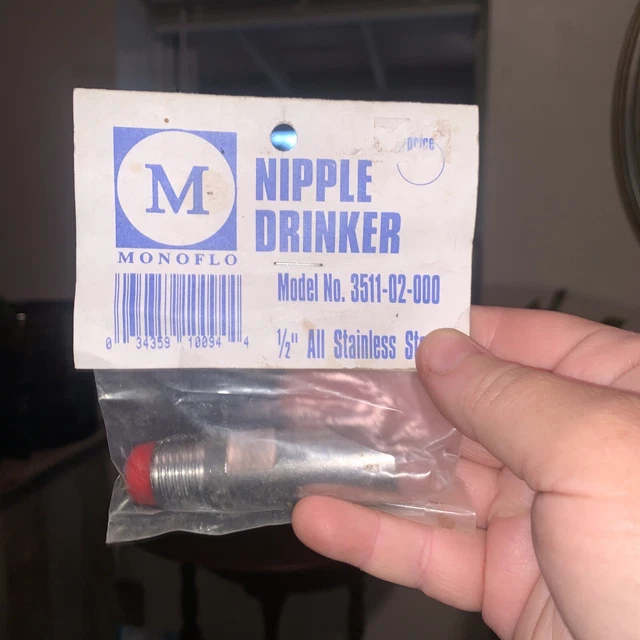 M
MONOFLO
NIPPLE
DRINKER
price
Model No. 3511-02-000
0 34359 10094 4
1/2" All Stainless